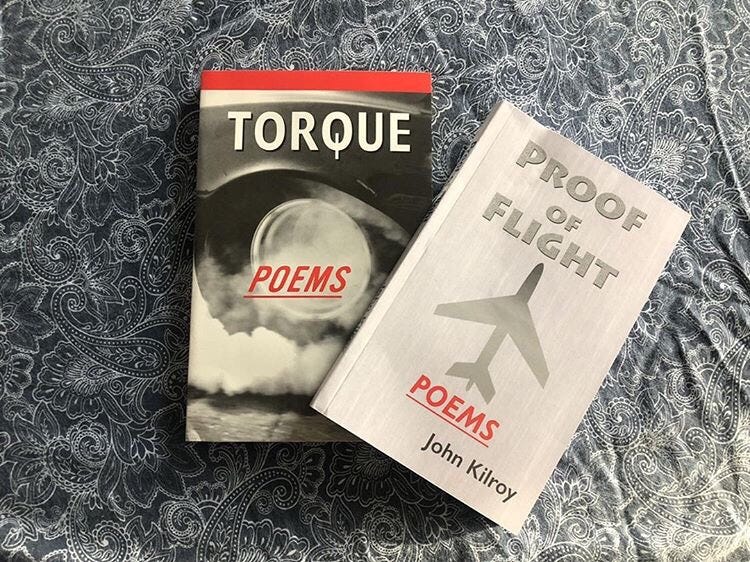 TORQUE
POEMS
PROOF
OF
FLIGHT
POEMS
John Kilroy